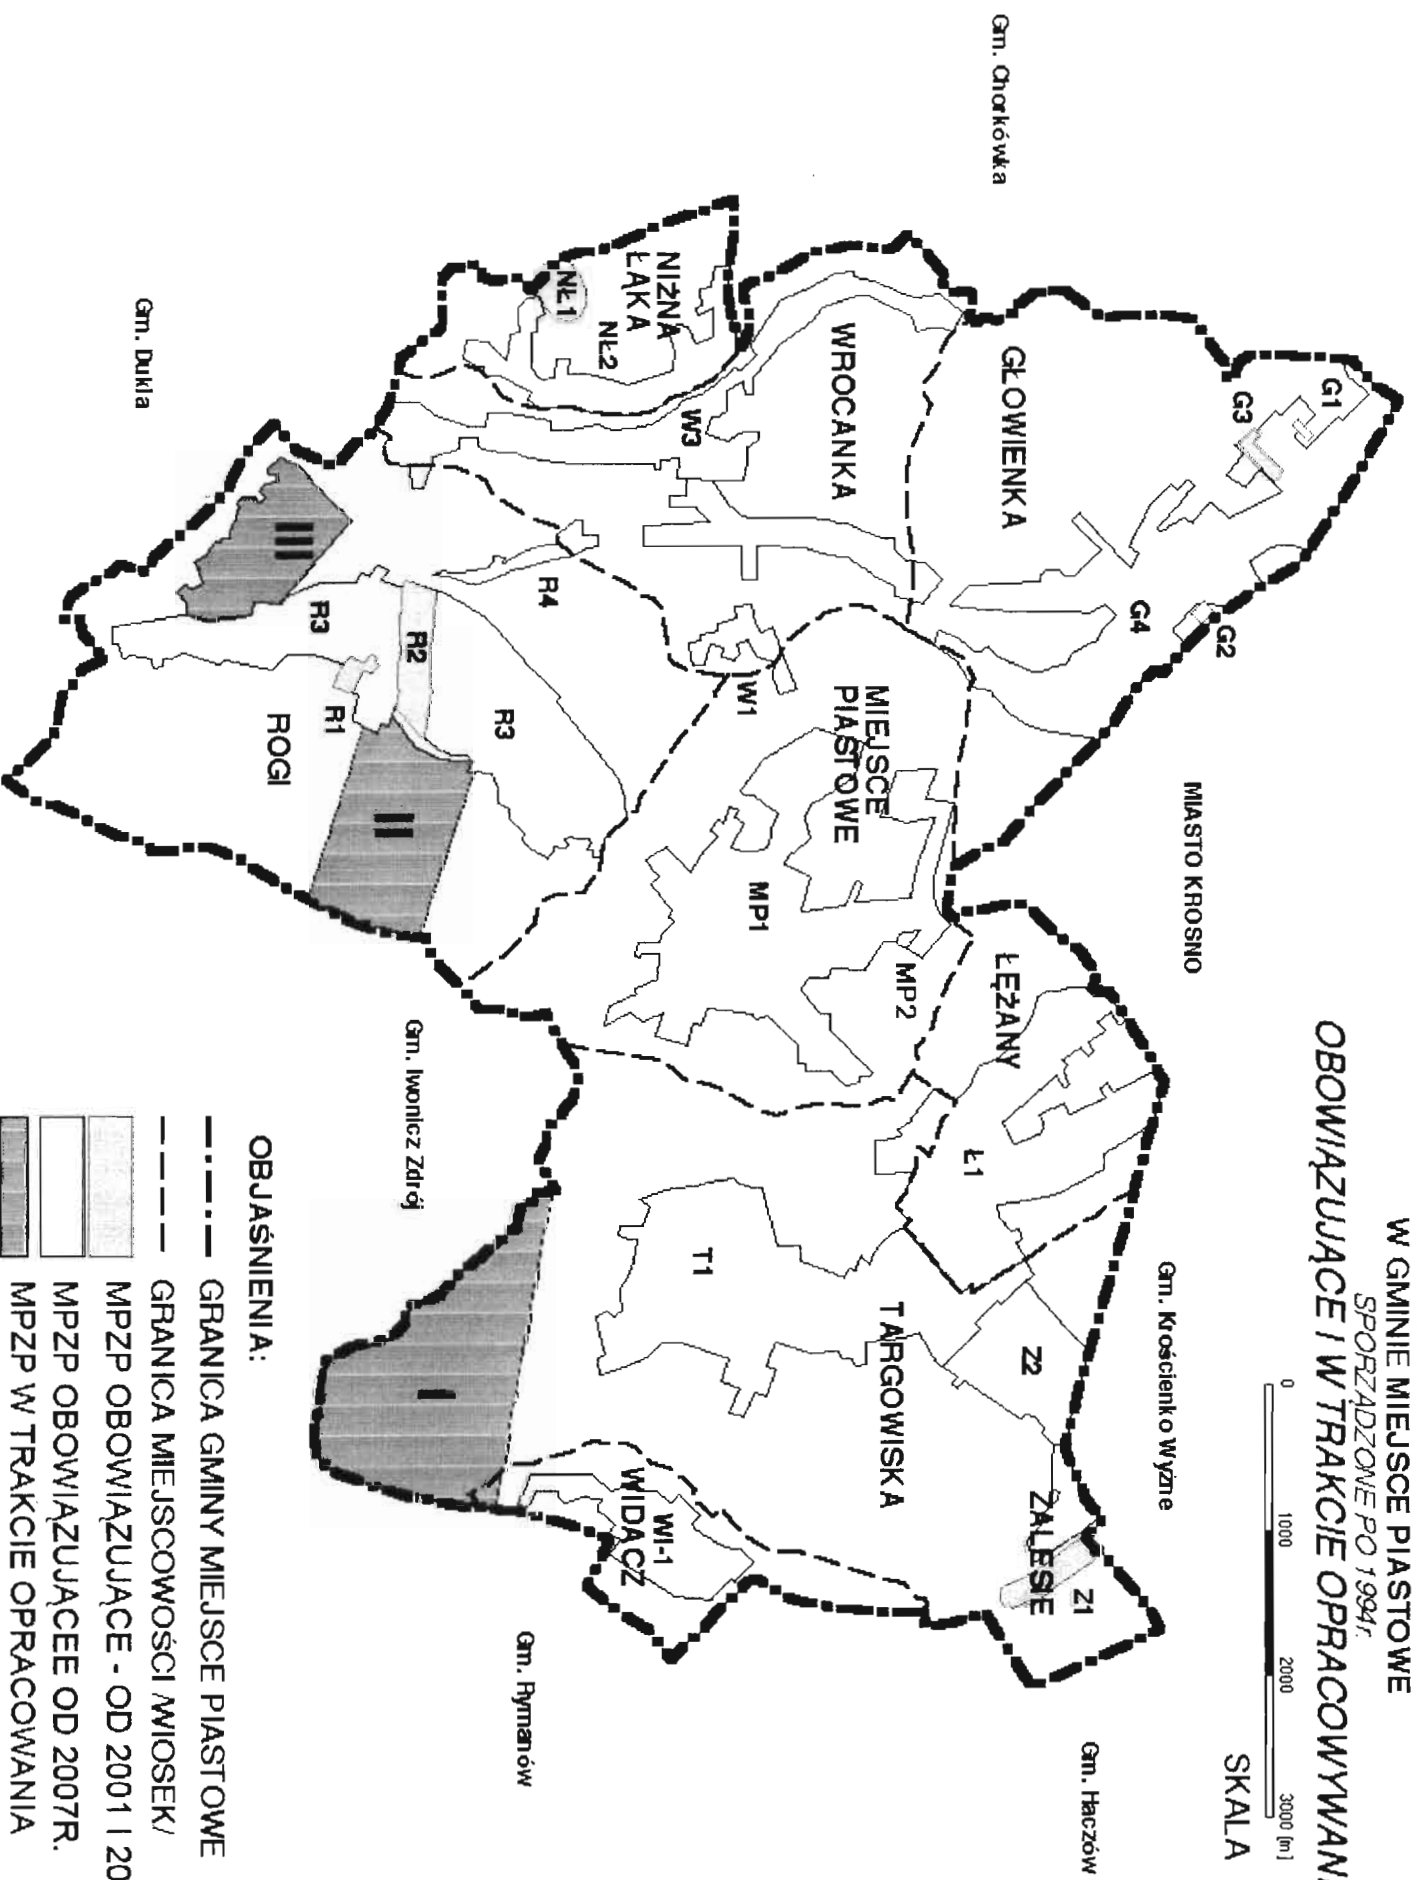 W GMINIE MIEJSCE PIASTOWE
SPORZĄDZONE PO 1994r.
OBOWIĄZUJĄCE I W TRAKCIE OPRACOWYWANI
0 1000 2000 3000 [m]
SKALA
Gm. Chorkówka
MIASTO KROSNO
Gm. Krościenko Wyżne
Gm. Haczów
G1
G3
GŁOWIENKA
G4
G2
WROCANKA
NIŻNA
ŁĄKA
NŁ1
NŁ2
W3
W1
MIEJSCE
PIASTOWE
MP1
MP2
ŁĘŻANY
Ł1
Z2
ZALESIE
Z1
TARGOWISKA
T1
WIDACZ
WI-1
R4
R3
R2
R3
R1
ROGI
III
II
I
Gm. Dukla
Gm. Iwonicz Zdrój
Gm. Rymanów
OBJAŚNIENIA:
GRANICA GMINY MIEJSCE PIASTOWE
GRANICA MIEJSCOWOŚCI /WIOSEK/
MPZP OBOWIĄZUJĄCE - OD 2001 I 20
MPZP OBOWIĄZUJĄCEE OD 2007R.
MPZP W TRAKCIE OPRACOWANIA